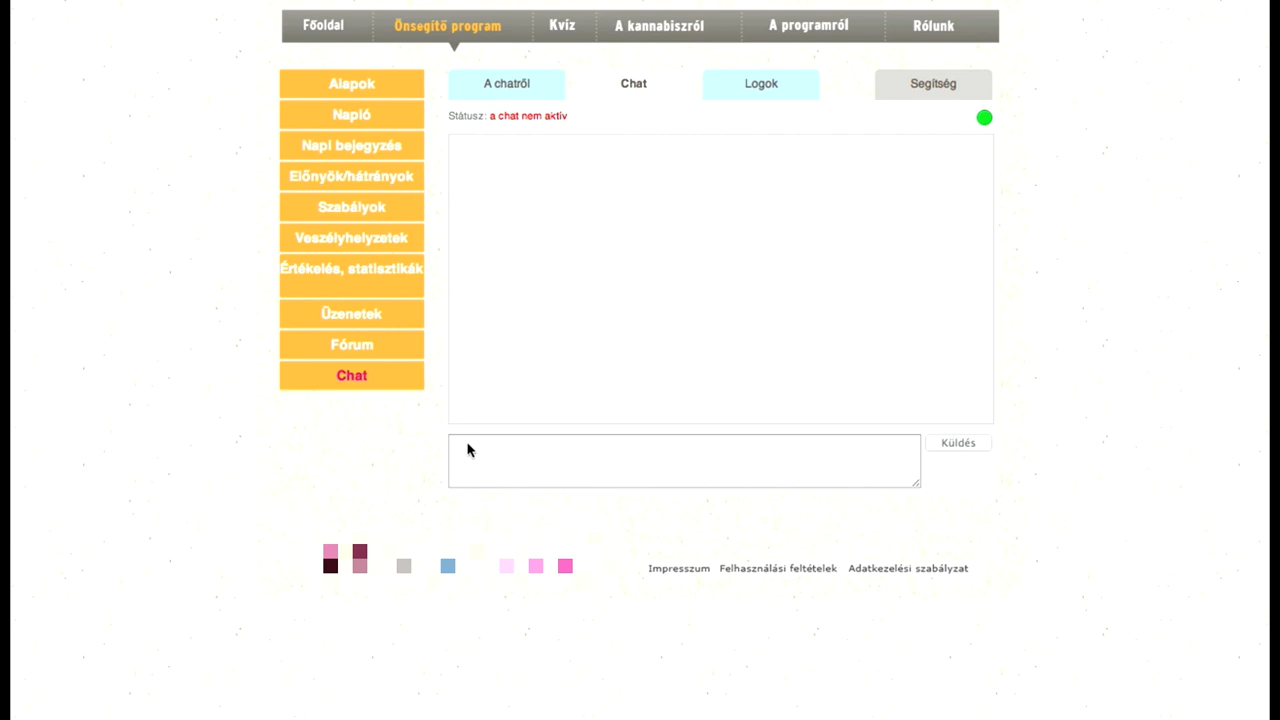 Főoldal Önsegítő program Kvíz A kannabiszról A programról Rólunk
Alapok
Napló
Napi bejegyzés
Előnyök/hátrányok
Szabályok
Veszélyhelyzetek
Értékelés, statisztikák
Üzenetek
Fórum
Chat
A chatről Chat Logok Segítség
Státusz: a chat nem aktív
Küldés
Impresszum Felhasználási feltételek Adatkezelési szabályzat